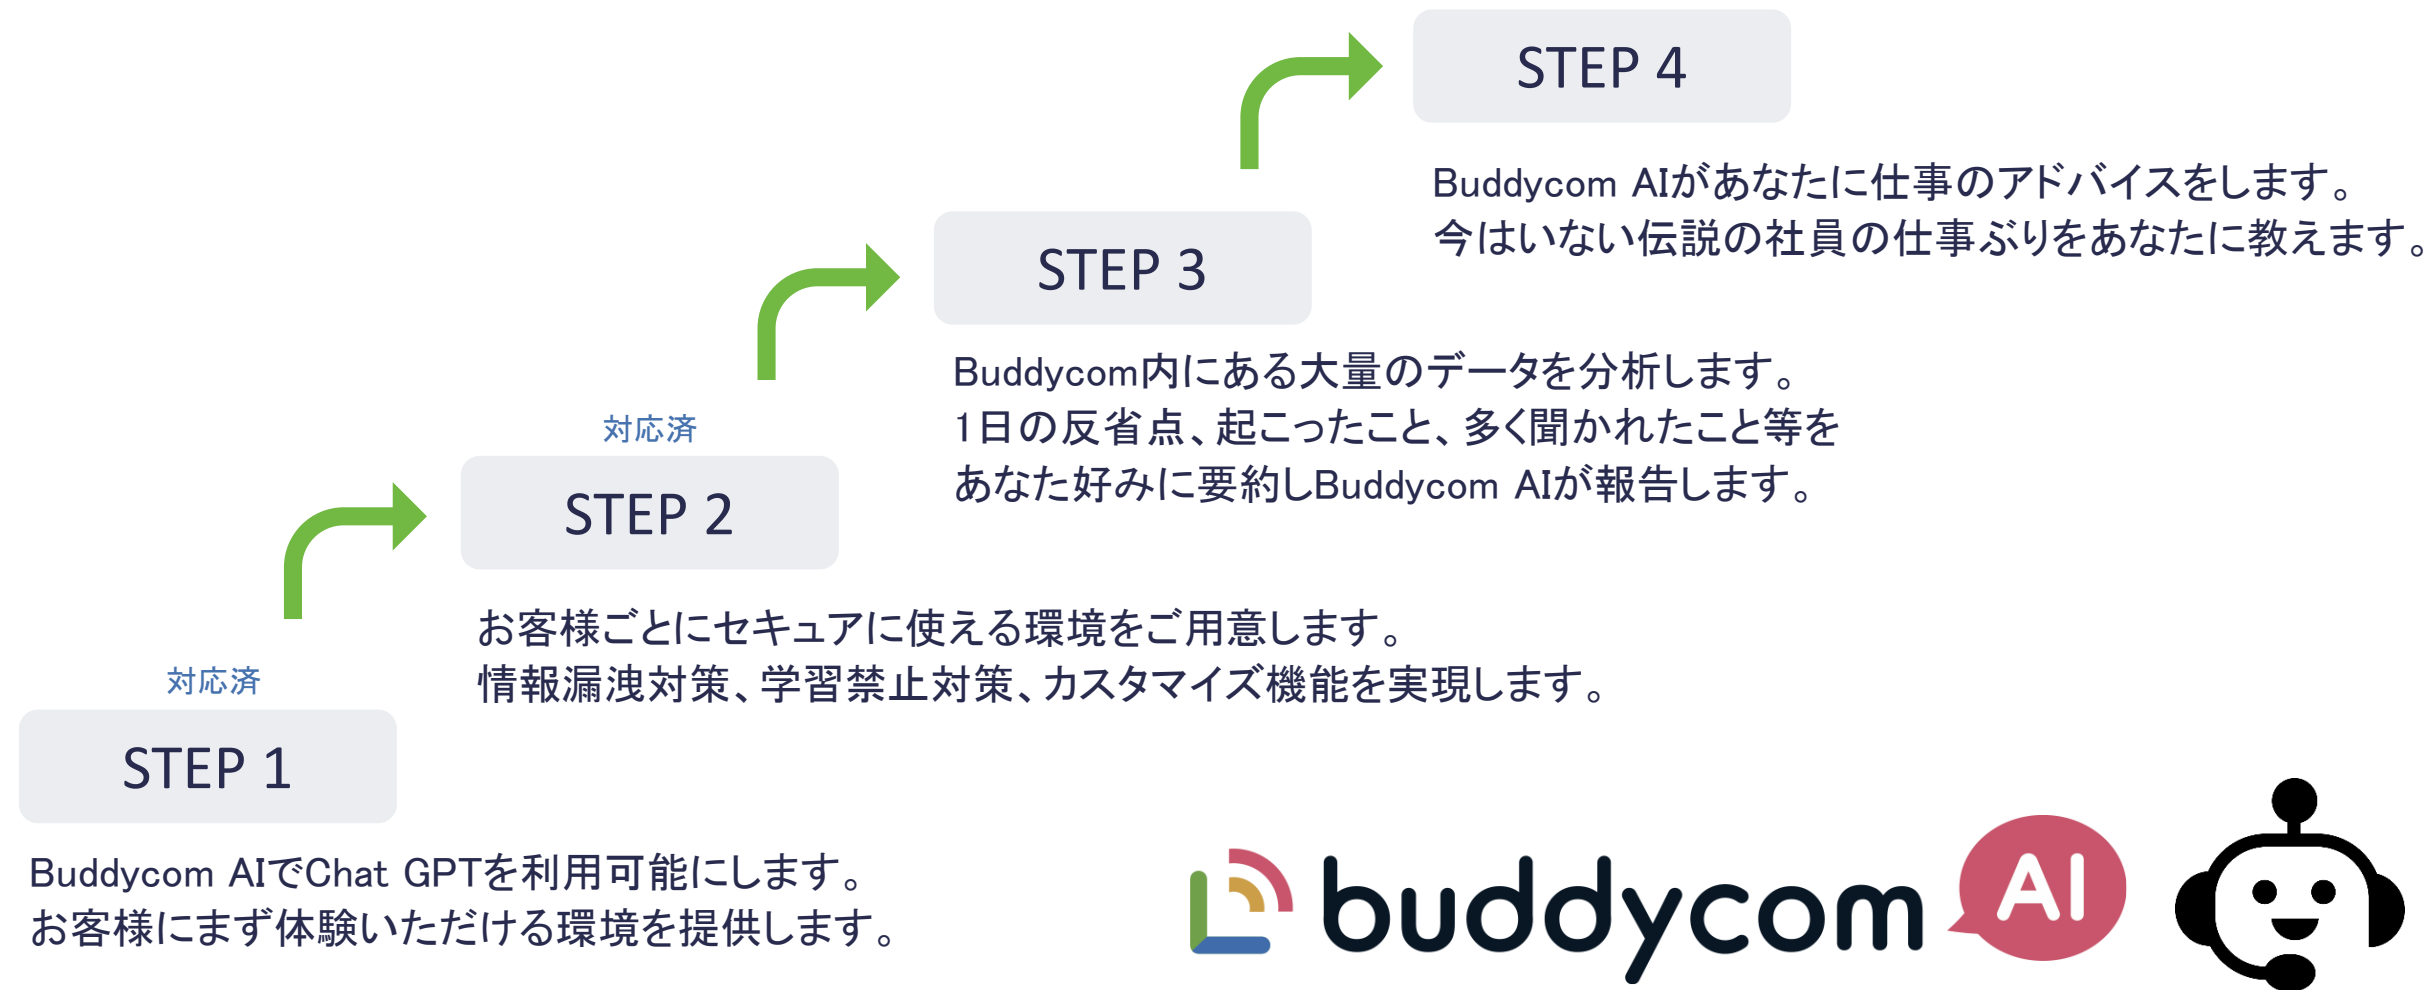 STEP 4
Buddycom AIがあなたに仕事のアドバイスをします。
今はいない伝説の社員の仕事ぶりをあなたに教えます。
STEP 3
Buddycom内にある大量のデータを分析します。
1日の反省点、起こったこと、多く聞かれたこと等を
あなた好みに要約しBuddycom AIが報告します。
対応済
STEP 2
お客様ごとにセキュアに使える環境をご用意します。
情報漏洩対策、学習禁止対策、カスタマイズ機能を実現します。
対応済
STEP 1
Buddycom AIでChat GPTを利用可能にします。
お客様にまず体験いただける環境を提供します。
buddycom AI